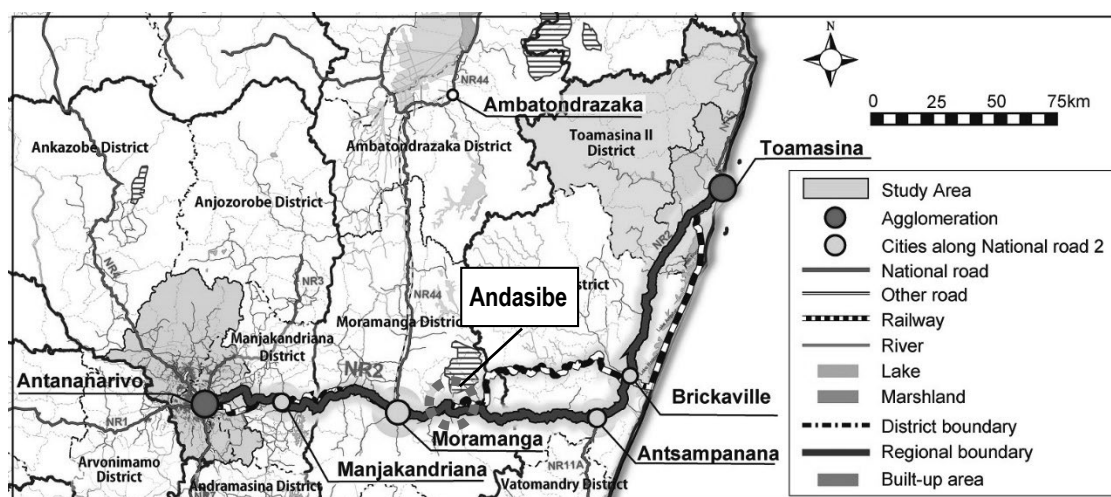 N
0 25 50 75km
NR44
Ambatondrazaka
Toamasina II
District
Ankazobe District
Ambatondrazaka District
Toamasina
Anjozorobe District
Study Area
Agglomeration
Cities along National road 2
NR2
NR4
NR3
National road
Other road
Railway
River
Lake
Marshland
District boundary
Regional boundary
Built-up area
NR44
Andasibe
District
Moramanga District
Manjakandriana
District
NR2
Antananarivo
Brickaville
NR1
Moramanga
Antsampanana
Arvonimamo
District
Manjakandriana
NR11A
Andramasina District
Vatomandry District
NR7